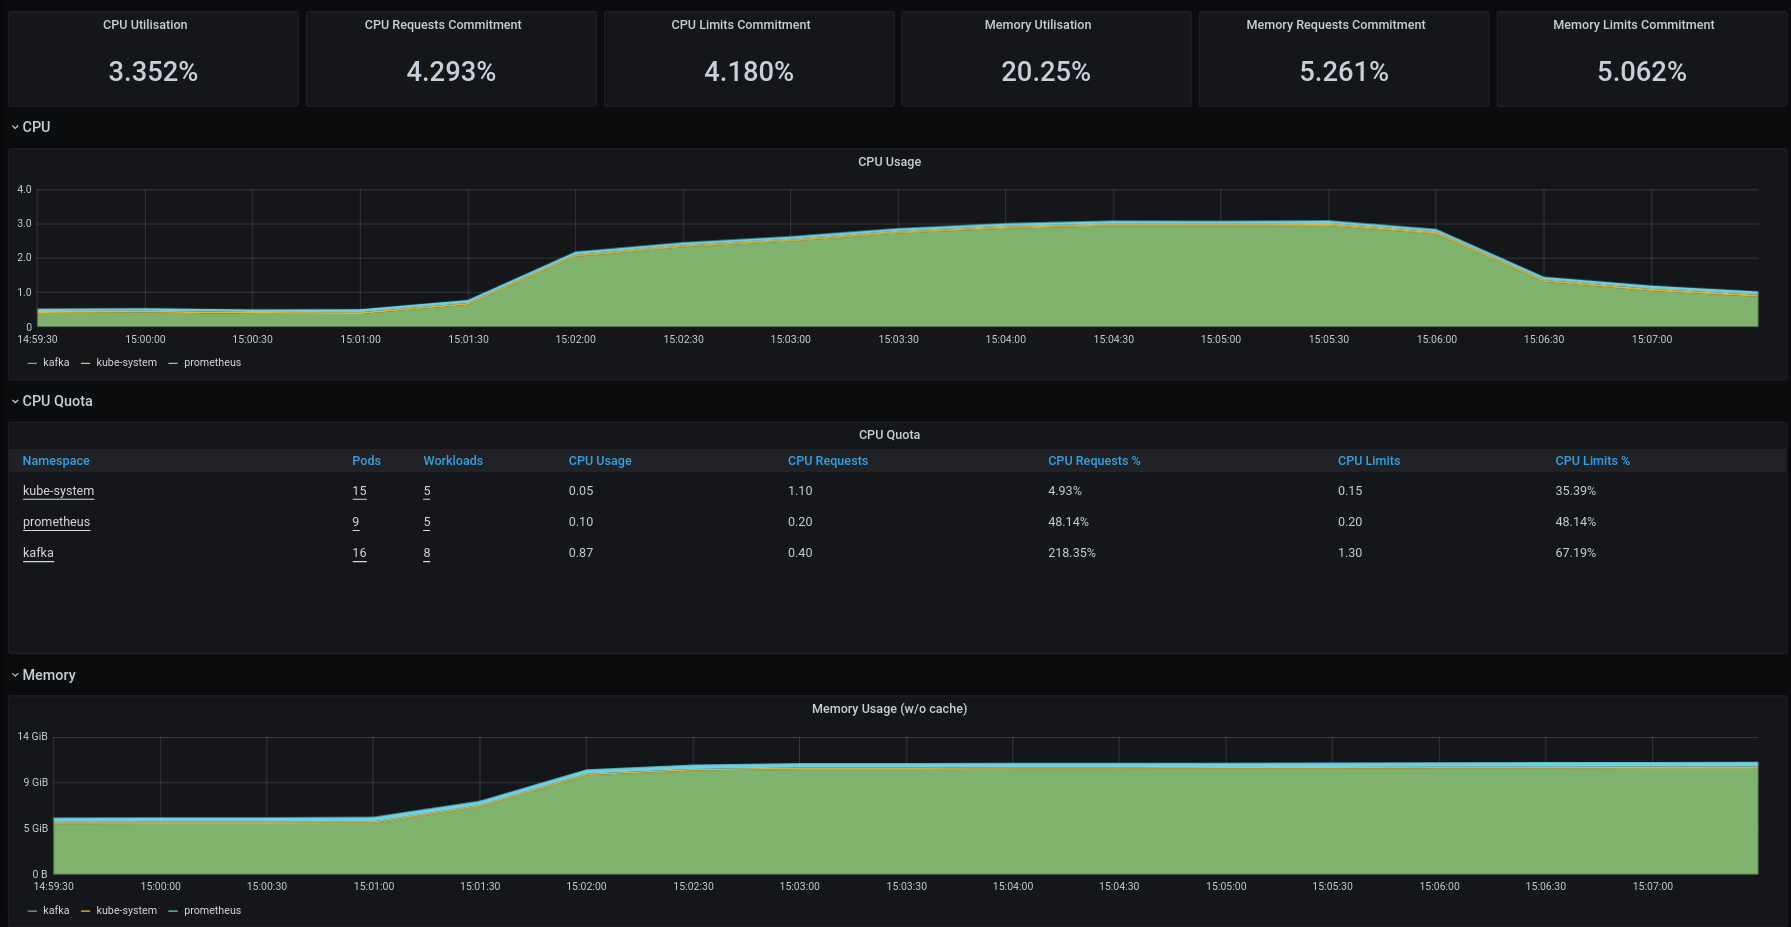 CPU Utilisation
3.352%
CPU Requests Commitment
4.293%
CPU Limits Commitment
4.180%
Memory Utilisation
20.25%
Memory Requests Commitment
5.261%
Memory Limits Commitment
5.062%
CPU
CPU Usage
4.0
3.0
2.0
1.0
0
14:59:30 15:00:00 15:00:30 15:01:00 15:01:30 15:02:00 15:02:30 15:03:00 15:03:30 15:04:00 15:04:30 15:05:00 15:05:30 15:06:00 15:06:30 15:07:00
kafka kube-system prometheus
CPU Quota
CPU Quota
Namespace Pods Workloads CPU Usage CPU Requests CPU Requests % CPU Limits CPU Limits %
kube-system 15 5 0.05 1.10 4.93% 0.15 35.39%
prometheus 9 5 0.10 0.20 48.14% 0.20 48.14%
kafka 16 8 0.87 0.40 218.35% 1.30 67.19%
Memory
Memory Usage (w/o cache)
14 GiB
9 GiB
5 GiB
0 B
14:59:30 15:00:00 15:00:30 15:01:00 15:01:30 15:02:00 15:02:30 15:03:00 15:03:30 15:04:00 15:04:30 15:05:00 15:05:30 15:06:00 15:06:30 15:07:00
kafka kube-system prometheus